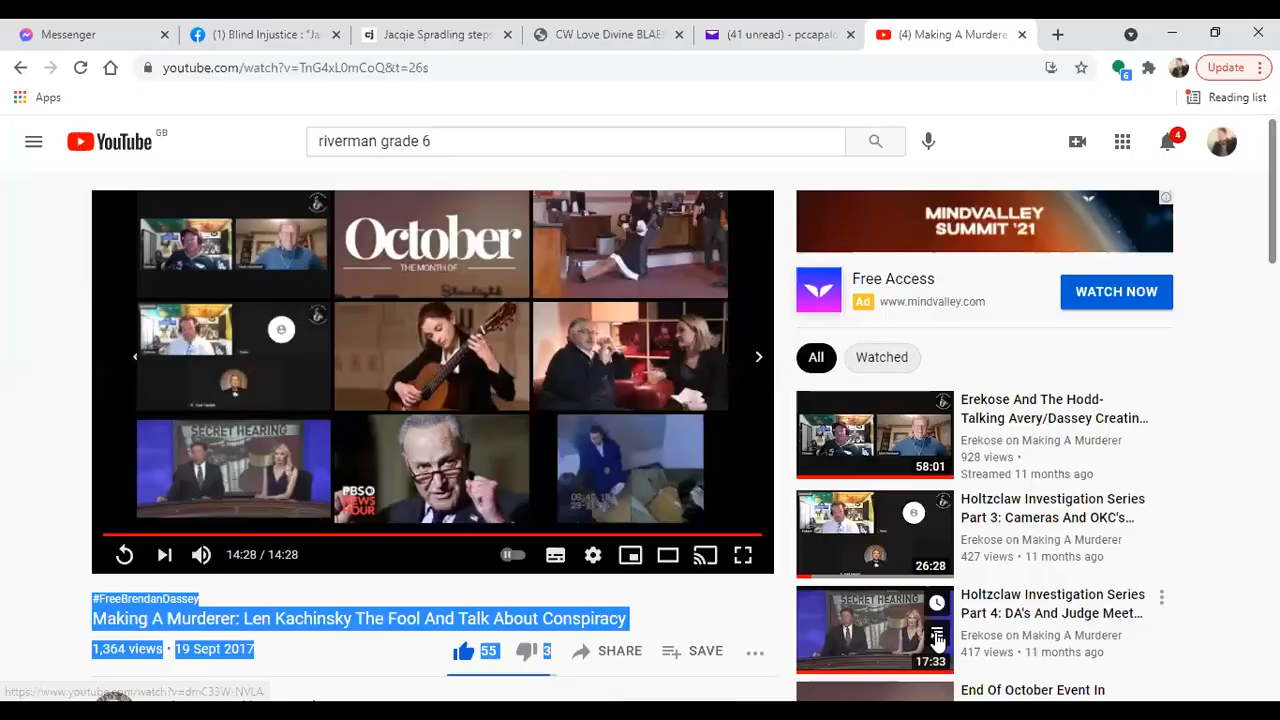 Messenger
(1) Blind Injustice : "Ja
Jacqie Spradling steps
CW Love Divine BLAE
(41 unread) - pccapalo
(4) Making A Murdere
youtube.com/watch?v=TnG4xL0mCoQ&t=26s
6
Update
Apps
Reading list
YouTube GB
riverman grade 6
4
October
THE MONTH OF
Starlight
SECRET HEARING
PBSO
NEWS
HOUR
14:28 / 14:28
#FreeBrendanDassey
Making A Murderer: Len Kachinsky The Fool And Talk About Conspiracy
1,364 views • 19 Sept 2017
55
3
SHARE
SAVE
https://www.youtube.com/watch?v=dmC33W-NVLA
MINDVALLEY
SUMMIT '21
Free Access
Ad www.mindvalley.com
WATCH NOW
All
Watched
58:01
Erekose And The Hodd-
Talking Avery/Dassey Creatin...
Erekose on Making A Murderer
928 views •
Streamed 11 months ago
26:28
Holtzclaw Investigation Series
Part 3: Cameras And OKC's...
Erekose on Making A Murderer
427 views • 11 months ago
SECRET HEARING
17:33
Holtzclaw Investigation Series
Part 4: DA's And Judge Meet...
Erekose on Making A Murderer
417 views • 11 months ago
End Of October Event In